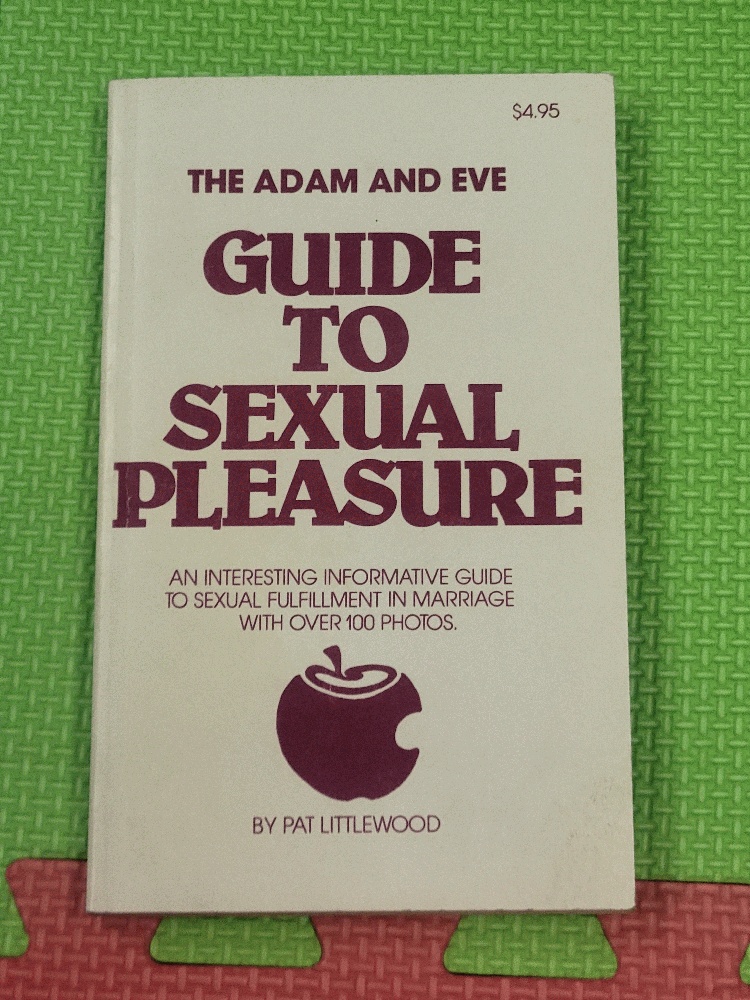 $4.95
THE ADAM AND EVE
GUIDE
TO
SEXUAL
PLEASURE
AN INTERESTING INFORMATIVE GUIDE
TO SEXUAL FULFILLMENT IN MARRIAGE
WITH OVER 100 PHOTOS.
BY PAT LITTLEWOOD